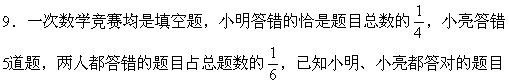 9．一次数学竞赛均是填空题，小明答错的恰是题目总数的1/4，小亮答错
5道题，两人都答错的题目占总题数的1/6，已知小明、小亮都答对的题目